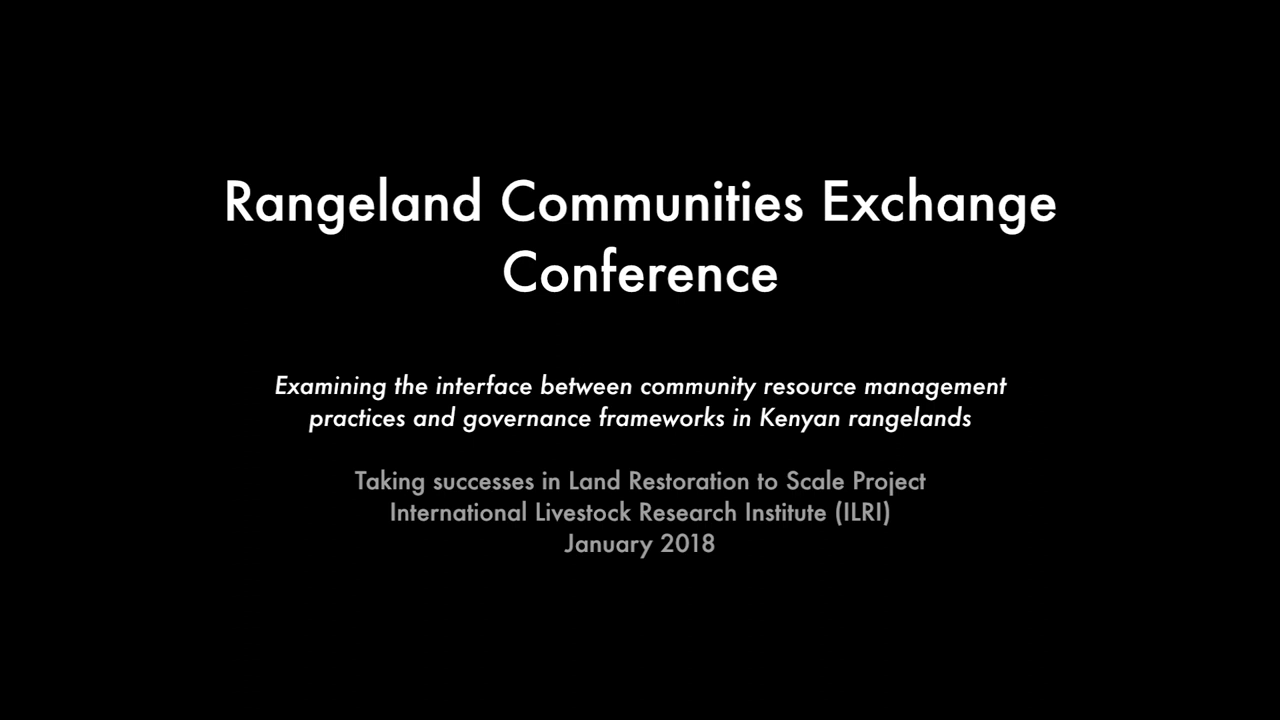 Rangeland Communities Exchange
Conference
Examining the interface between community resource management
practices and governance frameworks in Kenyan rangelands
Taking successes in Land Restoration to Scale Project
International Livestock Research Institute (ILRI)
January 2018